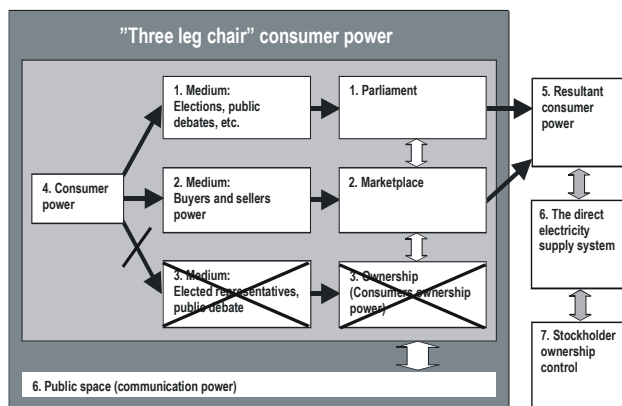 ”Three leg chair” consumer power
1. Medium:
Elections, public
debates, etc.
1. Parliament
5. Resultant
consumer
power
4. Consumer
power
2. Medium:
Buyers and sellers
power
2. Marketplace
6. The direct
electricity
supply system
3. Medium:
Elected representatives,
public debate
3. Ownership
(Consumers ownership
power)
7. Stockholder
ownership
control
6. Public space (communication power)